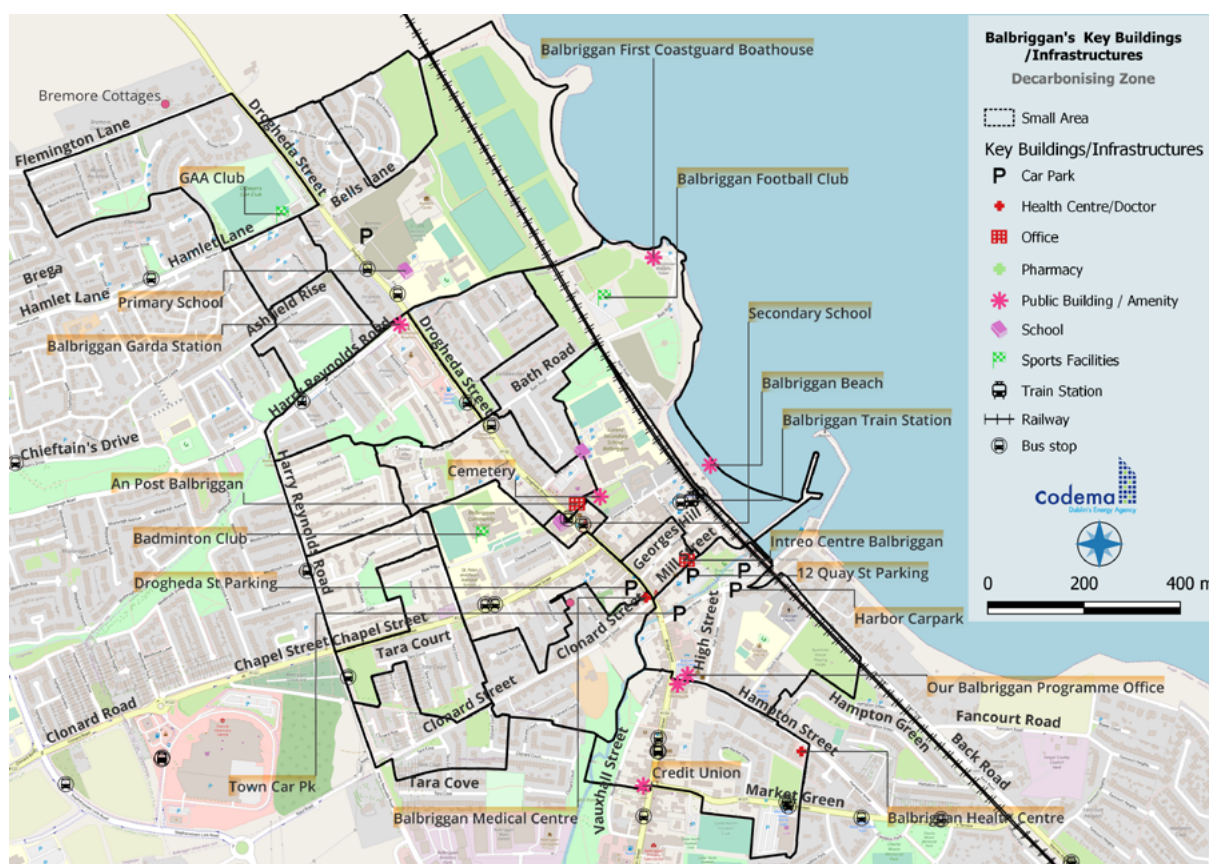 Balbriggan's Key Buildings
/Infrastructures
Decarbonising Zone
Small Area
Key Buildings/Infrastructures
P Car Park
Health Centre/Doctor
Office
Pharmacy
Public Building / Amenity
School
Sports Facilities
Train Station
Railway
Bus stop
codema
Dublin's Energy Agency
0 200 400 m
Balbriggan First Coastguard Boathouse
Bremore Cottages
Flemington Lane
Drogheda Street
GAA Club
Bells Lane
Balbriggan Football Club
P
Hamlet Lane
Brega
Hamlet Lane
Primary School
Ashfield Rise
Secondary School
Balbriggan Garda Station
Harry Reynolds Road
Drogheda Street
Bath Road
Balbriggan Beach
Balbriggan Train Station
Chieftain's Drive
Harry Reynolds Road
Cemetery
An Post Balbriggan
Badminton Club
Georges Hill
Mill Street
Intreo Centre Balbriggan
Drogheda St Parking
P
P
P
P
P
12 Quay St Parking
Harbor Carpark
Chapel Street Chapel Street
Tara Court
Clonard Street
High Street
Our Balbriggan Programme Office
Clonard Road
Clonard Street
Hampton Street
Hampton Green
Fancourt Road
Back Road
Town Car Pk
Tara Cove
Vauxhall Street
Credit Union
Market Green
Balbriggan Medical Centre
Balbriggan Health Centre